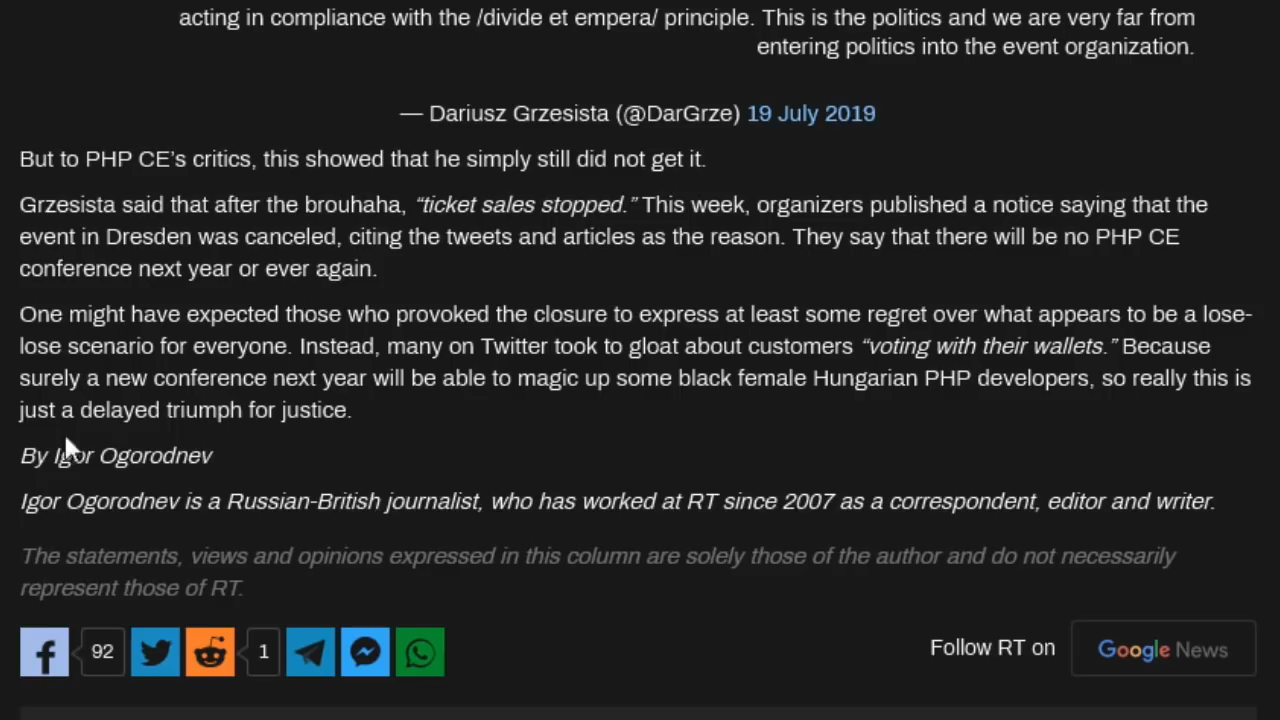 acting in compliance with the /divide et empera/ principle. This is the politics and we are very far from
entering politics into the event organization.
— Dariusz Grzesista (@DarGrze) 19 July 2019
But to PHP CE’s critics, this showed that he simply still did not get it.
Grzesista said that after the brouhaha, “ticket sales stopped.” This week, organizers published a notice saying that the
event in Dresden was canceled, citing the tweets and articles as the reason. They say that there will be no PHP CE
conference next year or ever again.
One might have expected those who provoked the closure to express at least some regret over what appears to be a lose-
lose scenario for everyone. Instead, many on Twitter took to gloat about customers “voting with their wallets.” Because
surely a new conference next year will be able to magic up some black female Hungarian PHP developers, so really this is
just a delayed triumph for justice.
By Igor Ogorodnev
Igor Ogorodnev is a Russian-British journalist, who has worked at RT since 2007 as a correspondent, editor and writer.
The statements, views and opinions expressed in this column are solely those of the author and do not necessarily
represent those of RT.
92
1
Follow RT on
Google News